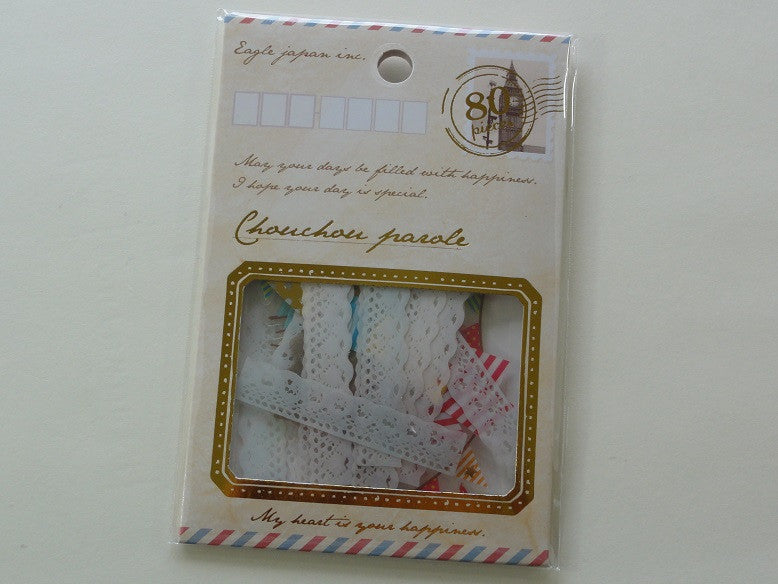 Eagle japan inc.
80
pieces
May your days be filled with happiness.
I hope your day is special.
Chouchou parole
My heart is your happiness.